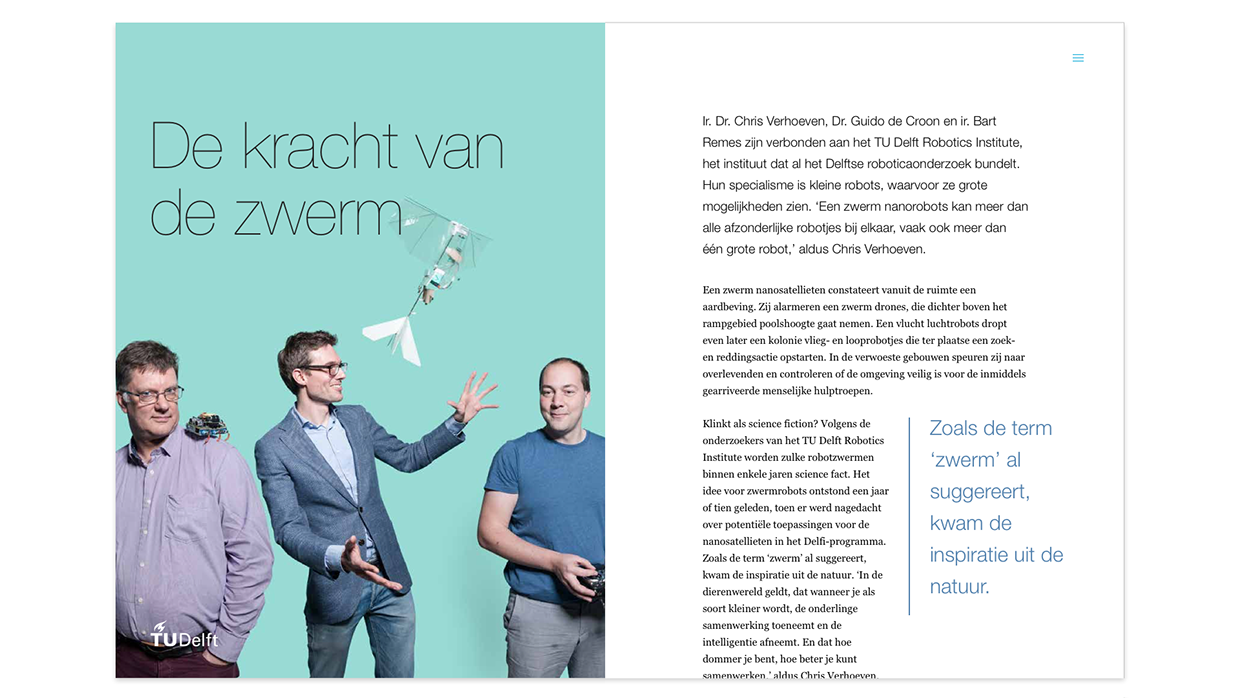 De kracht van
de zwerm
TUDelft
Ir. Dr. Chris Verhoeven, Dr. Guido de Croon en ir. Bart
Remes zijn verbonden aan het TU Delft Robotics Institute,
het instituut dat al het Delftse roboticaonderzoek bundelt.
Hun specialisme is kleine robots, waarvoor ze grote
mogelijkheden zien. ‘Een zwerm nanorobots kan meer dan
alle afzonderlijke robotjes bij elkaar, vaak ook meer dan
één grote robot,’ aldus Chris Verhoeven.
Een zwerm nanosatellieten constateert vanuit de ruimte een
aardbeving. Zij alarmeren een zwerm drones, die dichter boven het
rampgebied poolshoogte gaat nemen. Een vlucht luchtrobots dropt
even later een kolonie vlieg- en looprobotjes die ter plaatse een zoek-
en reddingsactie opstarten. In de verwoeste gebouwen speuren zij naar
overlevenden en controleren of de omgeving veilig is voor de inmiddels
gearriveerde menselijke hulptroepen.
Klinkt als science fiction? Volgens de
onderzoekers van het TU Delft Robotics
Institute worden zulke robotzwermen
binnen enkele jaren science fact. Het
idee voor zwermrobots ontstond een jaar
of tien geleden, toen er werd nagedacht
over potentiële toepassingen voor de
nanosatellieten in het Delfi-programma.
Zoals de term ‘zwerm’ al suggereert,
kwam de inspiratie uit de natuur. ‘In de
dierenwereld geldt, dat wanneer je als
soort kleiner wordt, de onderlinge
samenwerking toeneemt en de
intelligentie afneemt. En dat hoe
dommer je bent, hoe beter je kunt
samenwerken,’ aldus Chris Verhoeven.
Zoals de term
‘zwerm’ al
suggereert,
kwam de
inspiratie uit de
natuur.